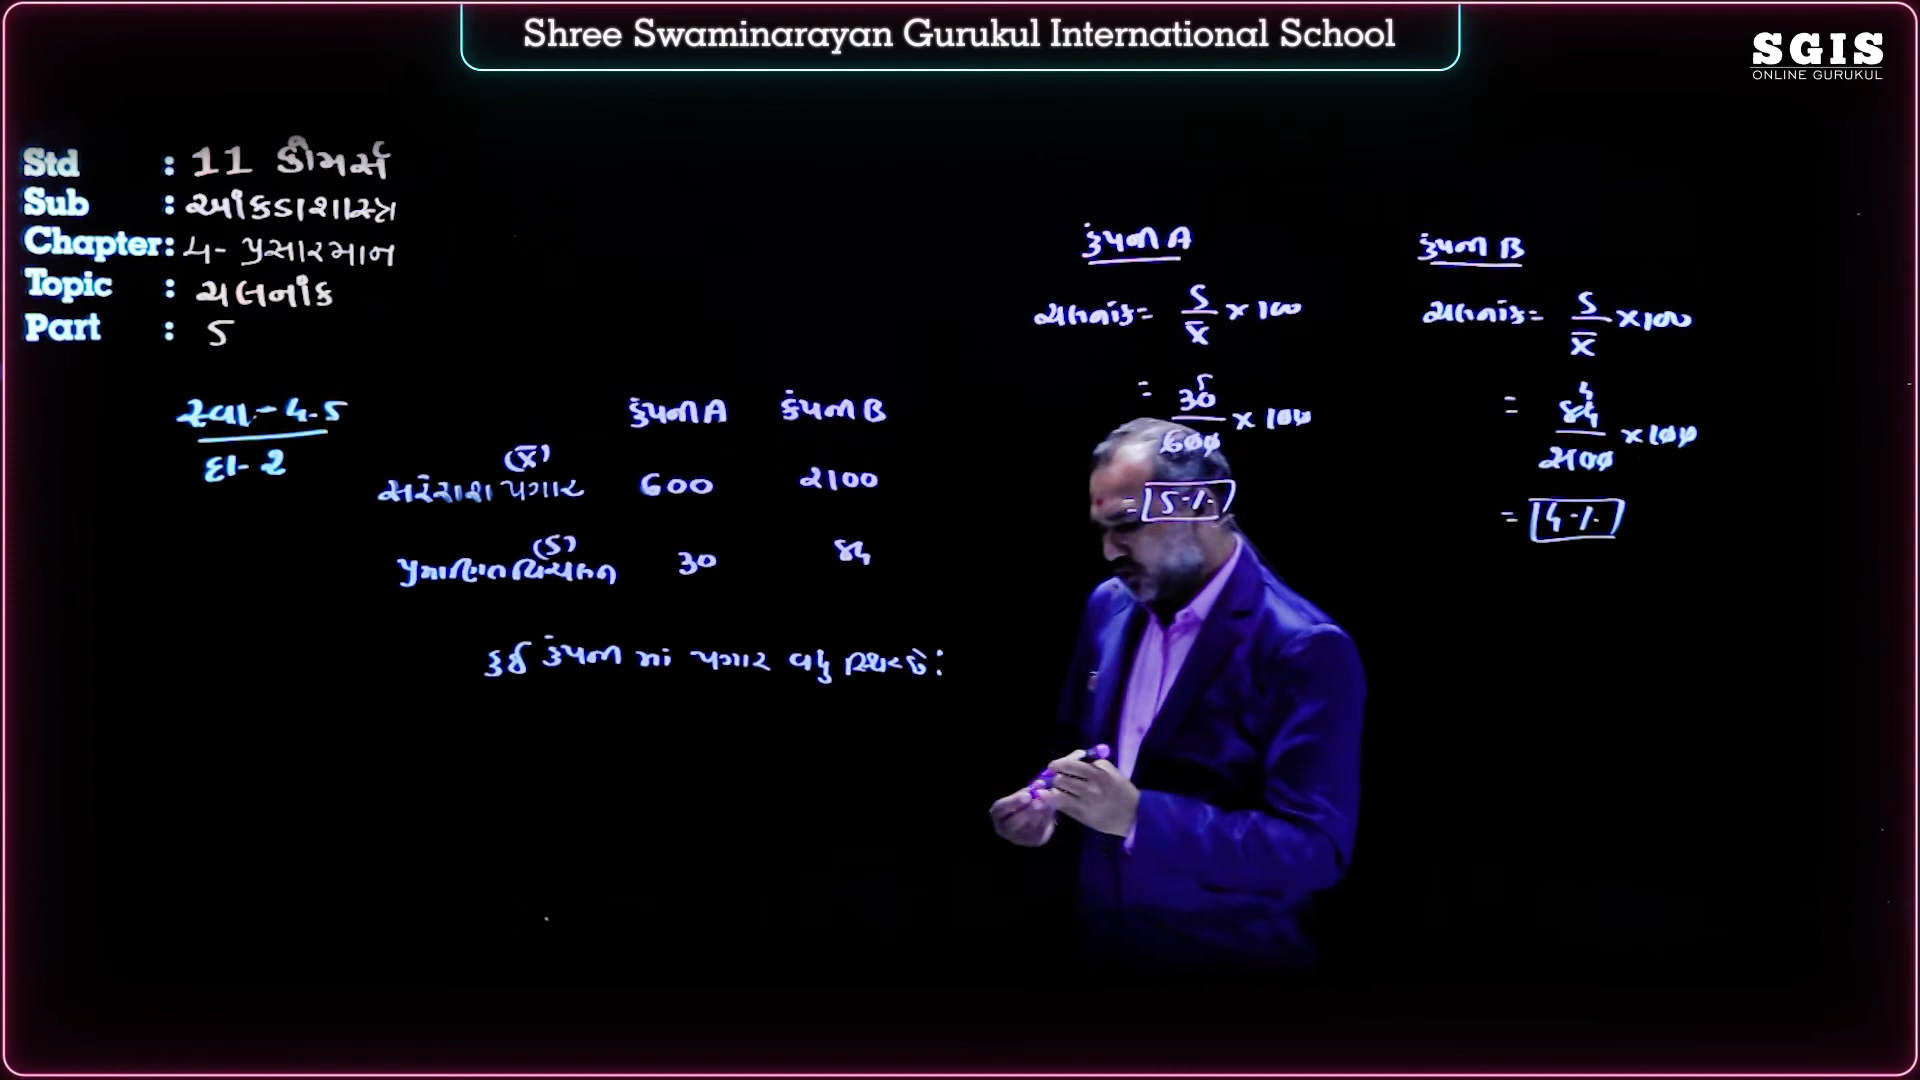 Shree Swaminarayan Gurukul International School
SGIS
ONLINE GURUKUL
Std : 11 કોમર્સ
Sub : આંકડાશાસ્ત્ર
Chapter: 4- પ્રસારમાન
Topic : ચલનાંક
Part : 5
સ્વા.- 4.5
દા- 2
કંપની A કંપની B
(x̄)
સરેરાશ પગાર 600 2100
(S)
પ્રમાણિત વિચલન 30 84
કઈ કંપની માં પગાર વધુ સ્થિર છે:
કંપની A
ચલનાંક = S/x̄ × 100
= 30/600 × 100
= 5%
કંપની B
ચલનાંક = S/x̄ × 100
= 84/2100 × 100
= 4%